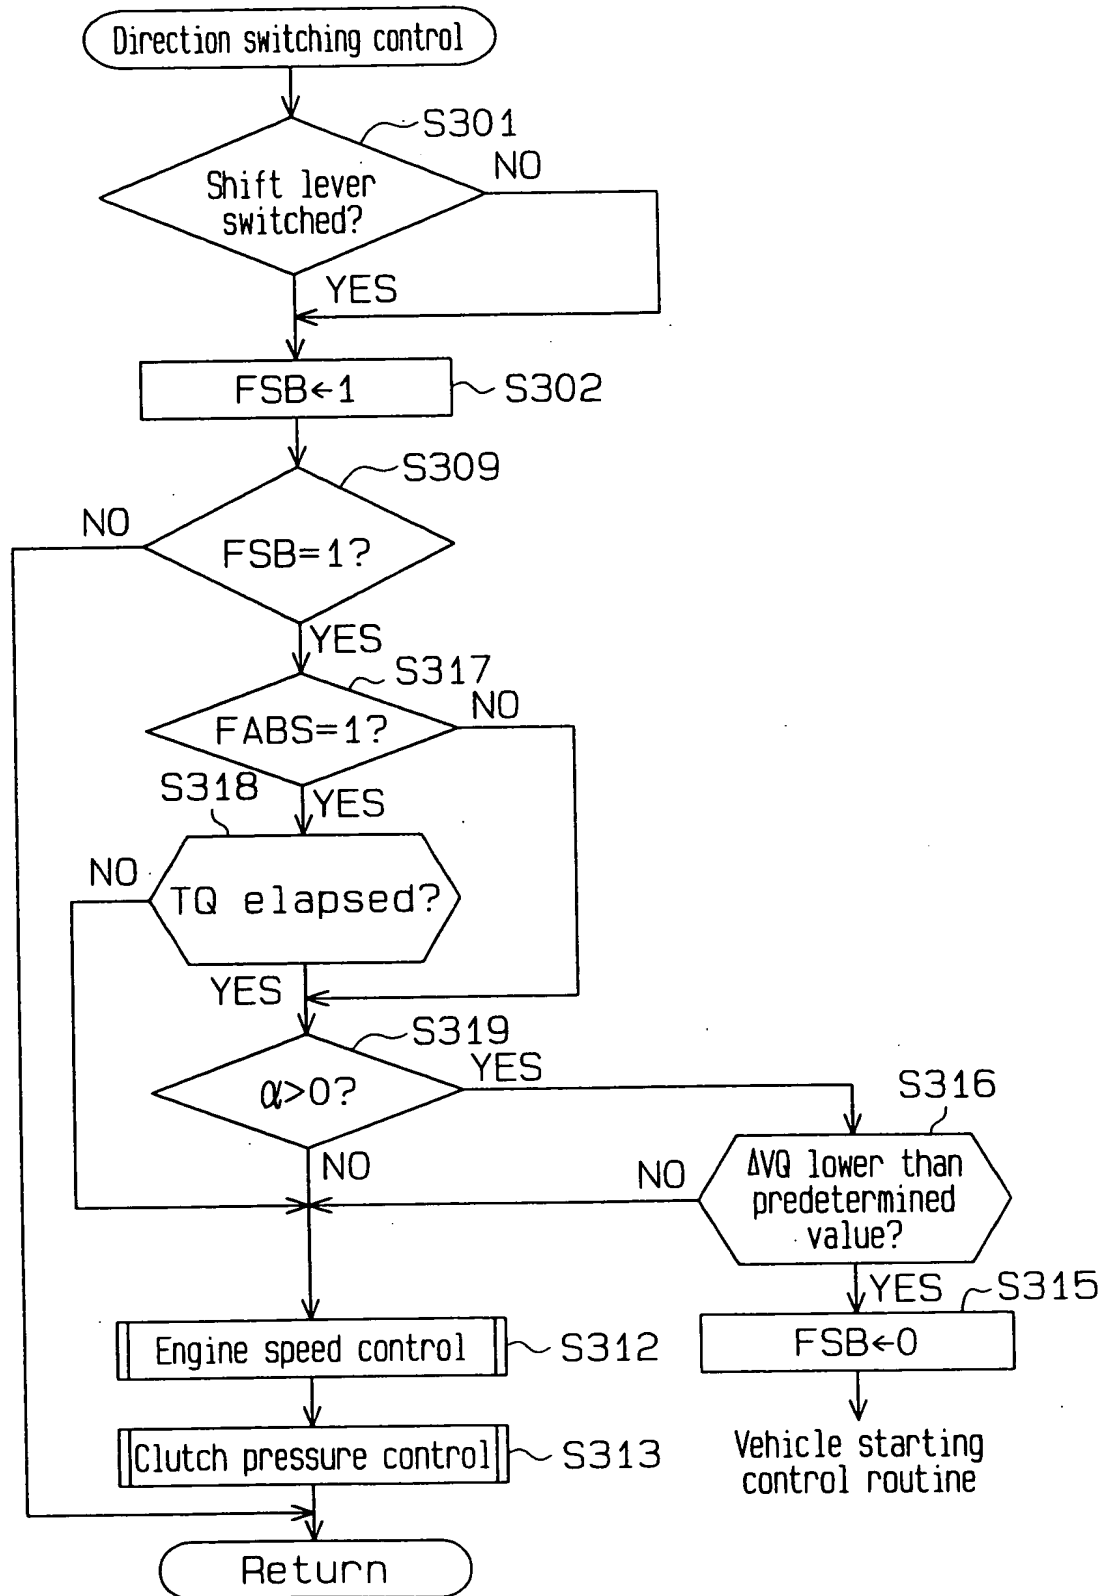 Direction switching control
S301
NO
Shift lever
switched?
YES
FSB←1
S302
S309
NO
FSB=1?
YES
S317
NO
FABS=1?
S318
YES
NO
TQ elapsed?
YES
S319
YES
α>0?
S316
NO
NO
ΔVQ lower than
predetermined
value?
YES
S315
Engine speed control
S312
FSB←0
Clutch pressure control
S313
Vehicle starting
control routine
Return